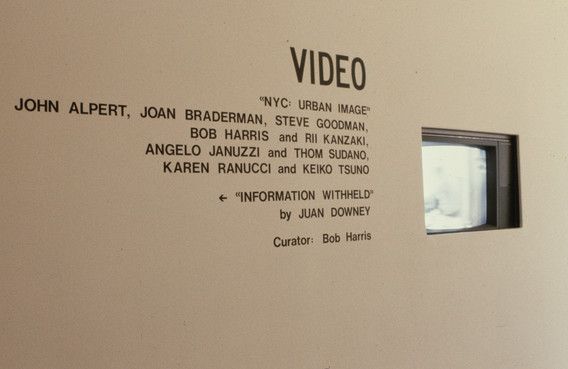 VIDEO
"NYC: URBAN IMAGE"
JOHN ALPERT, JOAN BRADERMAN, STEVE GOODMAN,
BOB HARRIS and RII KANZAKI,
ANGELO JANUZZI and THOM SUDANO,
KAREN RANUCCI and KEIKO TSUNO
← "INFORMATION WITHHELD"
by JUAN DOWNEY
Curator: Bob Harris